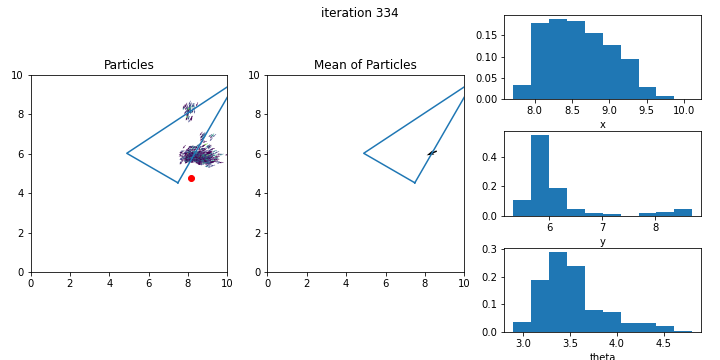 iteration 334
Particles
10
8
6
4
2
0
0 2 4 6 8 10
Mean of Particles
10
8
6
4
2
0
0 2 4 6 8 10
0.15
0.10
0.05
0.00
8.0 8.5 9.0 9.5 10.0
x
0.4
0.2
0.0
6 7 8
y
0.3
0.2
0.1
0.0
3.0 3.5 4.0 4.5
theta